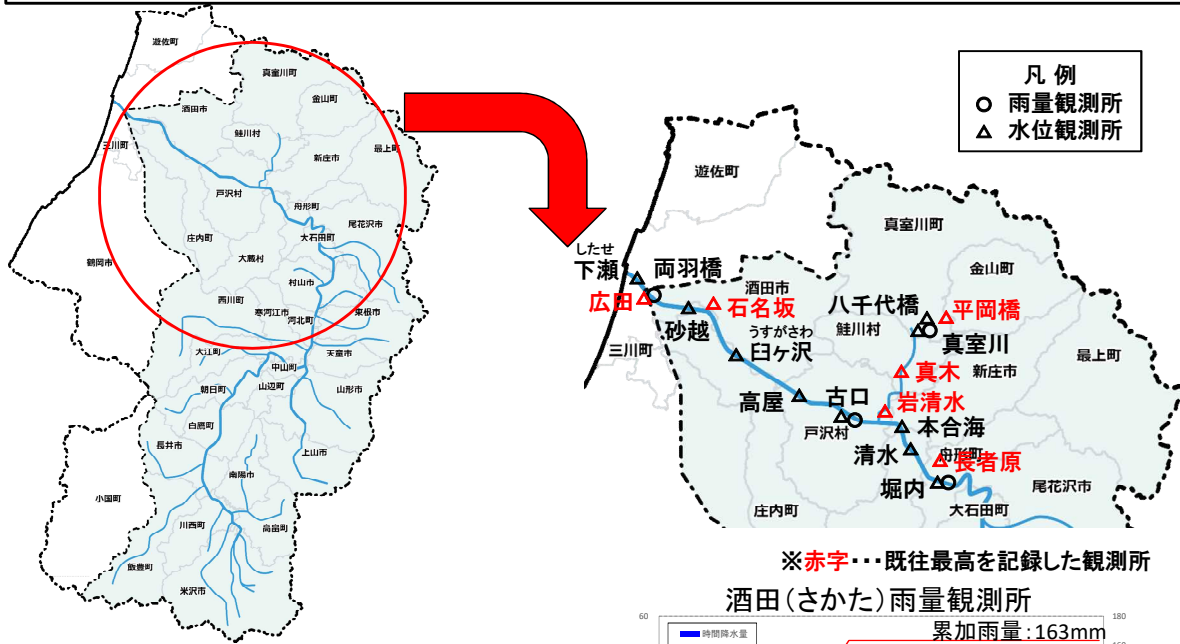 遊佐町
真室川町
金山町
酒田市
鮭川村
最上町
三川町
新庄市
戸沢村
舟形町
尾花沢市
庄内町
大石田町
大蔵村
鶴岡市
村山市
西川町
東根市
寒河江市
河北町
大江町
天童市
中山町
朝日町
山辺町
山形市
白鷹町
長井市
上山市
南陽市
小国町
川西町
高畠町
飯豊町
米沢市
凡 例
雨量観測所
水位観測所
遊佐町
真室川町
金山町
したせ
下瀬
両羽橋
酒田市
広田
石名坂
八千代橋
平岡橋
砂越
うすがさわ
臼ヶ沢
鮭川村
真室川
三川町
最上町
真木
新庄市
高屋
古口
岩清水
戸沢村
本合海
清水
舟形町
長者原
堀内
尾花沢市
庄内町
大石田町
※赤字･･･既往最高を記録した観測所
酒田(さかた)雨量観測所
60
180
累加雨量:163mm
時間降水量